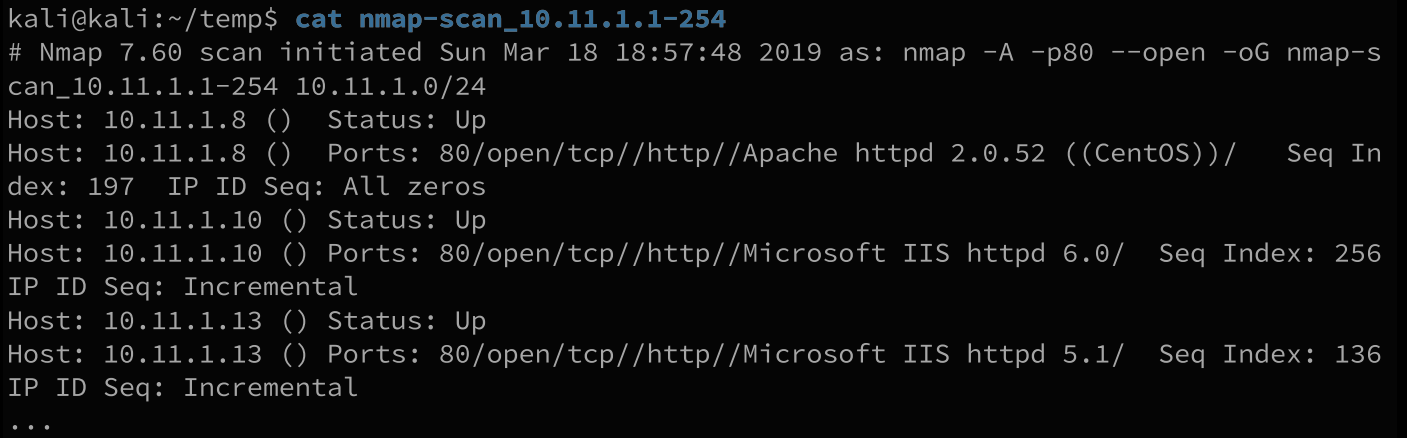 kali@kali:~/temp$ cat nmap-scan_10.11.1.1-254
# Nmap 7.60 scan initiated Sun Mar 18 18:57:48 2019 as: nmap -A -p80 --open -oG nmap-s
can_10.11.1.1-254 10.11.1.0/24
Host: 10.11.1.8 ()  Status: Up
Host: 10.11.1.8 ()  Ports: 80/open/tcp//http//Apache httpd 2.0.52 ((CentOS))/   Seq In
dex: 197  IP ID Seq: All zeros
Host: 10.11.1.10 () Status: Up
Host: 10.11.1.10 () Ports: 80/open/tcp//http//Microsoft IIS httpd 6.0/  Seq Index: 256
IP ID Seq: Incremental
Host: 10.11.1.13 () Status: Up
Host: 10.11.1.13 () Ports: 80/open/tcp//http//Microsoft IIS httpd 5.1/  Seq Index: 136
IP ID Seq: Incremental
...